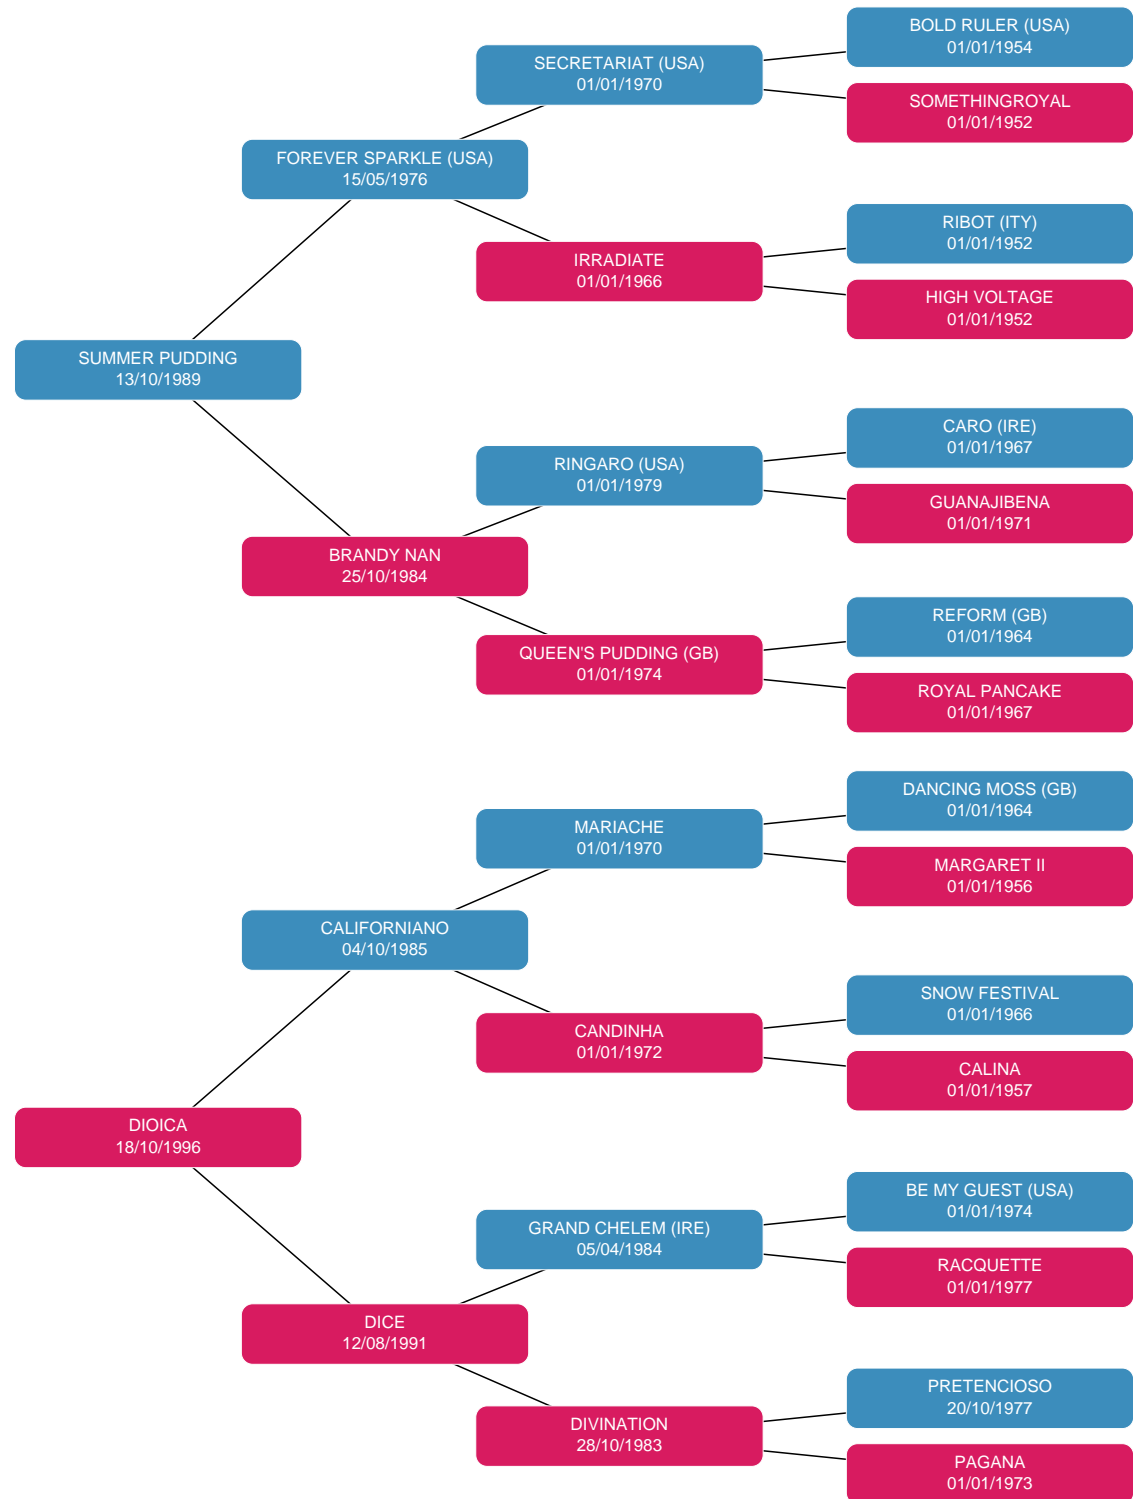 BOLD RULER (USA)
01/01/1954
SECRETARIAT (USA)
01/01/1970
SOMETHINGROYAL
01/01/1952
FOREVER SPARKLE (USA)
15/05/1976
RIBOT (ITY)
01/01/1952
IRRADIATE
01/01/1966
HIGH VOLTAGE
01/01/1952
SUMMER PUDDING
13/10/1989
CARO (IRE)
01/01/1967
RINGARO (USA)
01/01/1979
GUANAJIBENA
01/01/1971
BRANDY NAN
25/10/1984
REFORM (GB)
01/01/1964
QUEEN'S PUDDING (GB)
01/01/1974
ROYAL PANCAKE
01/01/1967
DANCING MOSS (GB)
01/01/1964
MARIACHE
01/01/1970
MARGARET II
01/01/1956
CALIFORNIANO
04/10/1985
SNOW FESTIVAL
01/01/1966
CANDINHA
01/01/1972
CALINA
01/01/1957
DIOICA
18/10/1996
BE MY GUEST (USA)
01/01/1974
GRAND CHELEM (IRE)
05/04/1984
RACQUETTE
01/01/1977
DICE
12/08/1991
PRETENCIOSO
20/10/1977
DIVINATION
28/10/1983
PAGANA
01/01/1973